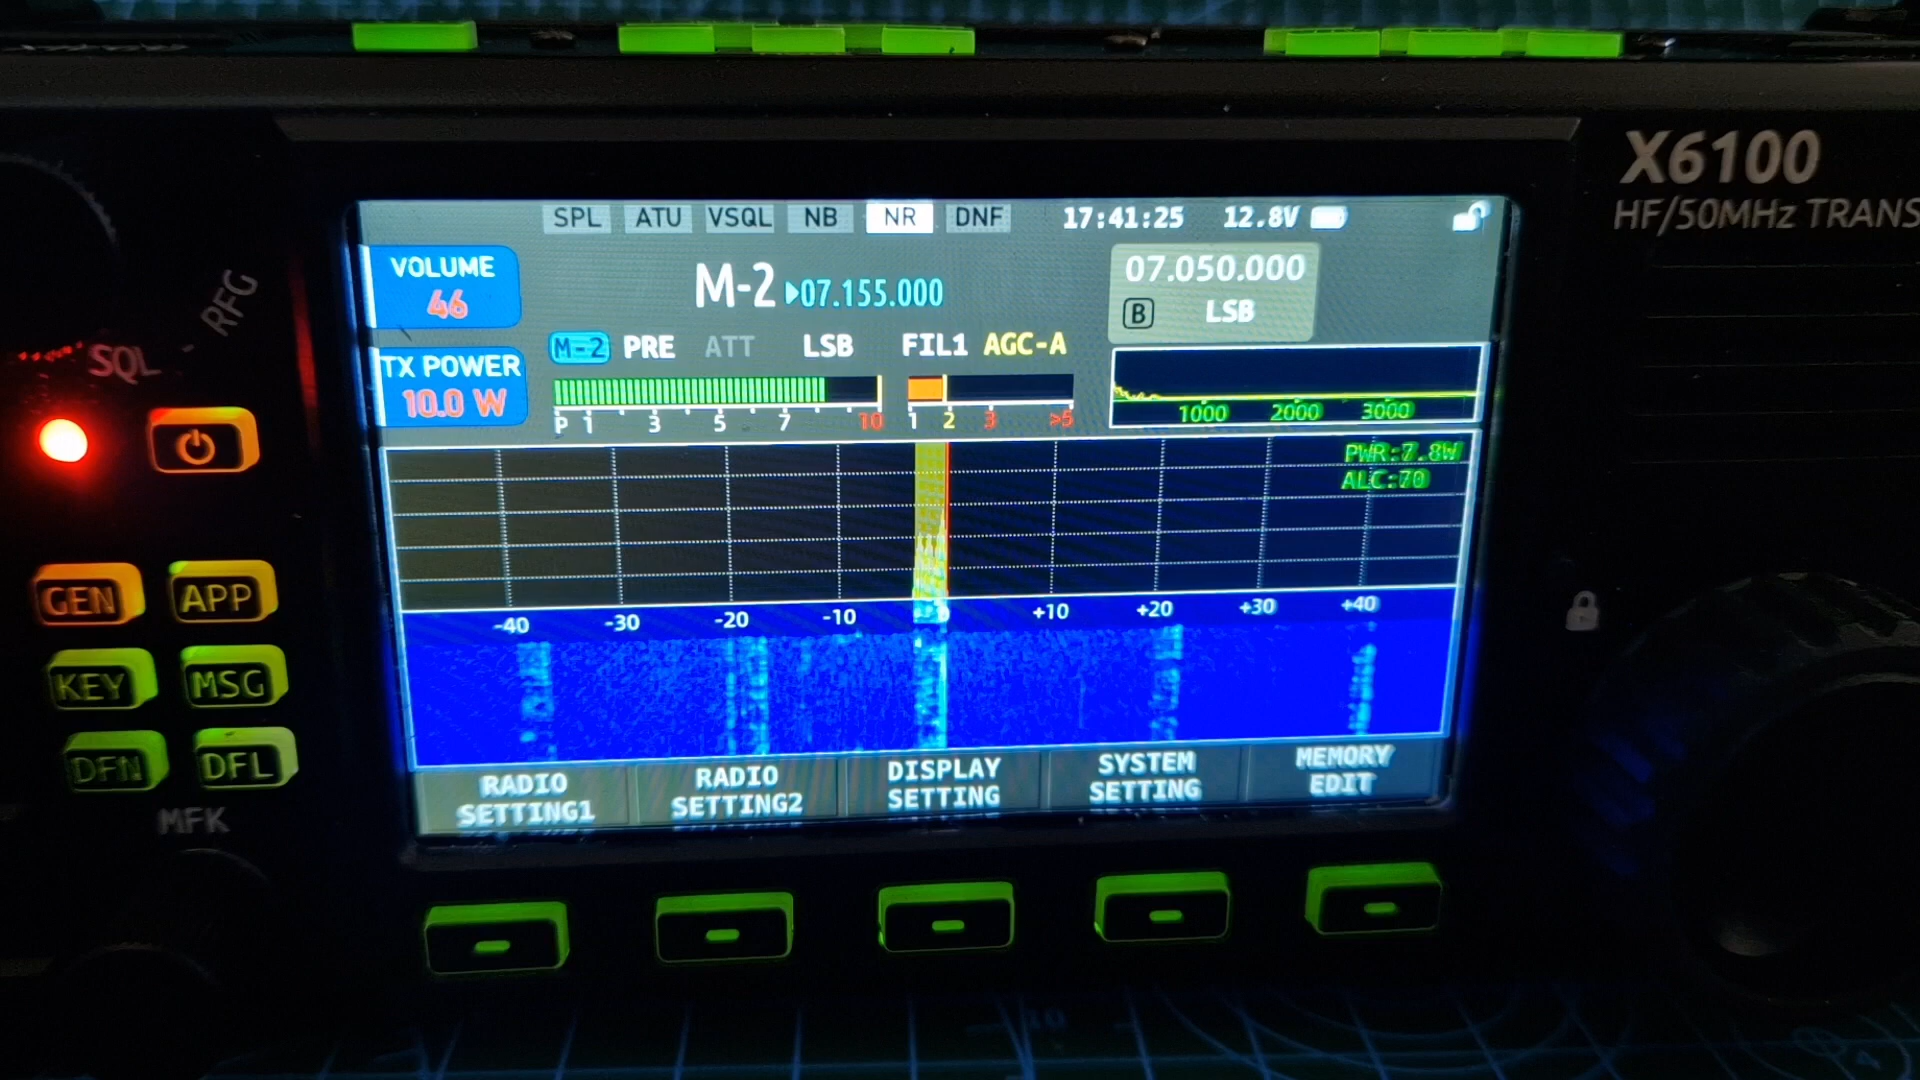 X6100
HF/50MHz TRANS
SPL ATU VSQL NB NR DNF 17:41:25 12.8V
VOLUME
46
M-2 ▶07.155.000
07.050.000
B LSB
TX POWER
10.0 W
M-2 PRE ATT LSB FIL1 AGC-A
P 1 3 5 7 10 1 2 3 >5
1000 2000 3000
PWR:7.8W
ALC:70
-40 -30 -20 -10 0 +10 +20 +30 +40
RADIO SETTING1
RADIO SETTING2
DISPLAY SETTING
SYSTEM SETTING
MEMORY EDIT
RFG
SQL
GEN APP
KEY MSG
DFN DFL
MFK